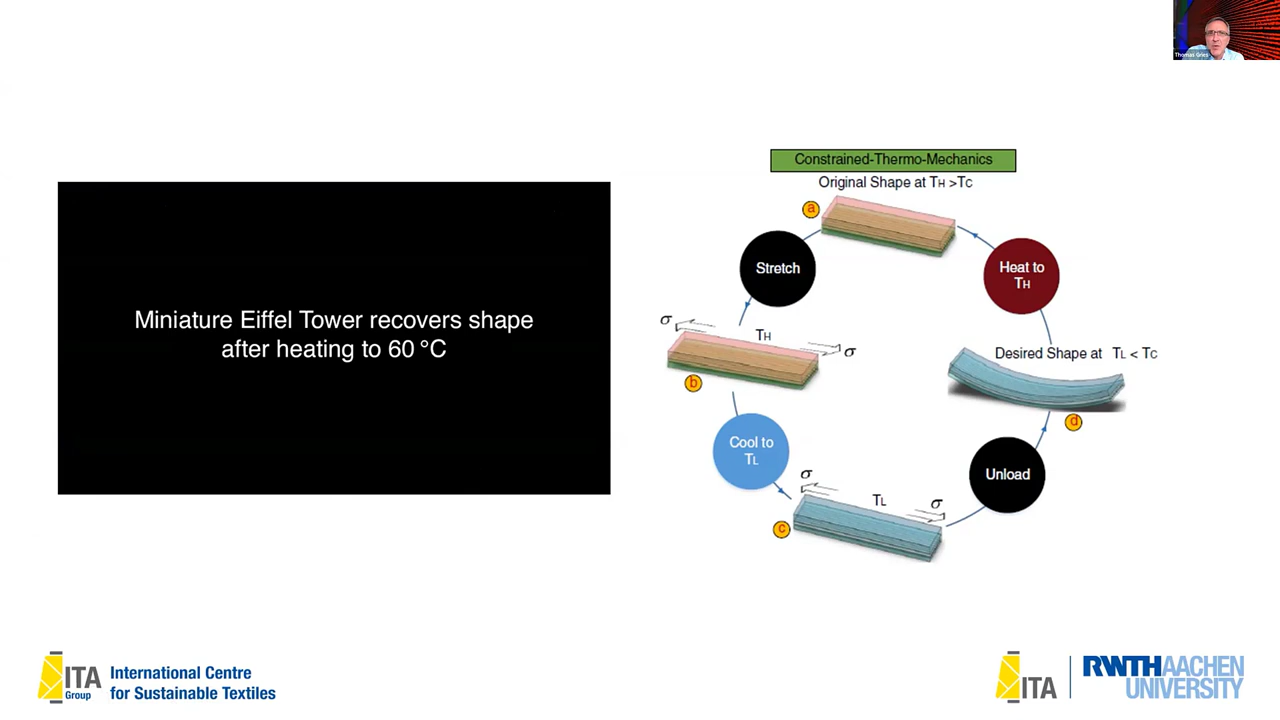 Thomas Gries
Constrained-Thermo-Mechanics
Original Shape at TH >TC
a
Stretch
Heat to
TH
Miniature Eiffel Tower recovers shape
after heating to 60 °C
σ
TH
σ
b
Desired Shape at TL < TC
d
Cool to
TL
σ
TL
σ
c
Unload
ITA
Group
International Centre
for Sustainable Textiles
ITA
RWTHAACHEN
UNIVERSITY